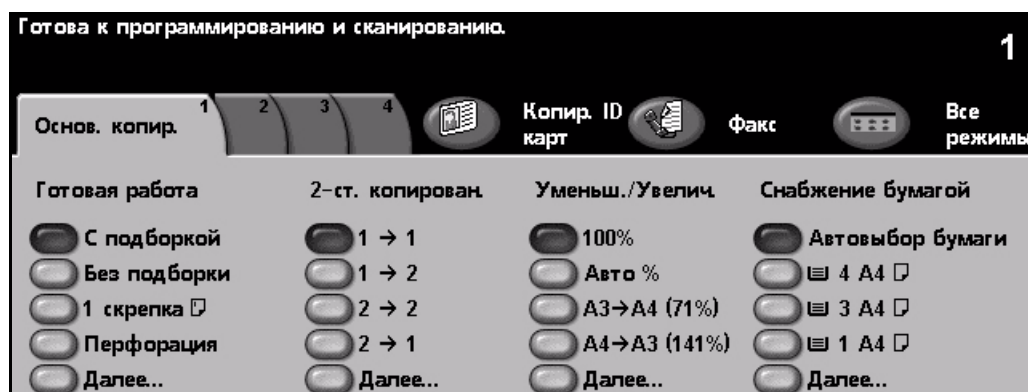 Готова к программированию и сканированию.
1
Основ. копир.
1
2
3
4
Копир. ID
карт
Факс
Все
режимы
Готовая работа
С подборкой
Без подборки
1 скрепка
Перфорация
Далее...
2-ст. копирован.
1 → 1
1 → 2
2 → 2
2 → 1
Далее...
Уменьш./Увелич.
100%
Авто %
A3→A4 (71%)
A4→A3 (141%)
Далее...
Снабжение бумагой
Автовыбор бумаги
4 A4
3 A4
1 A4
Далее...